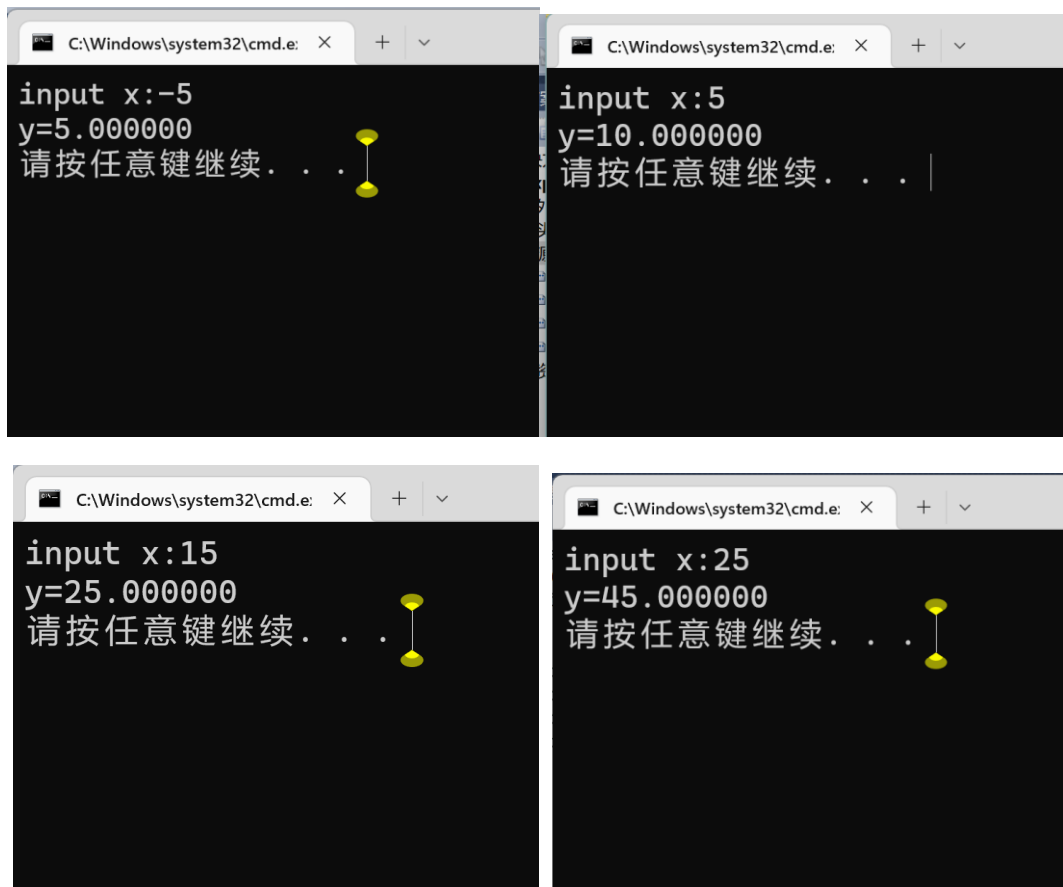 C:\Windows\system32\cmd.e:
input x:-5
y=5.000000
请按任意键继续. . .
C:\Windows\system32\cmd.e:
input x:5
y=10.000000
请按任意键继续. . .
C:\Windows\system32\cmd.e:
input x:15
y=25.000000
请按任意键继续. . .
C:\Windows\system32\cmd.e:
input x:25
y=45.000000
请按任意键继续. . .